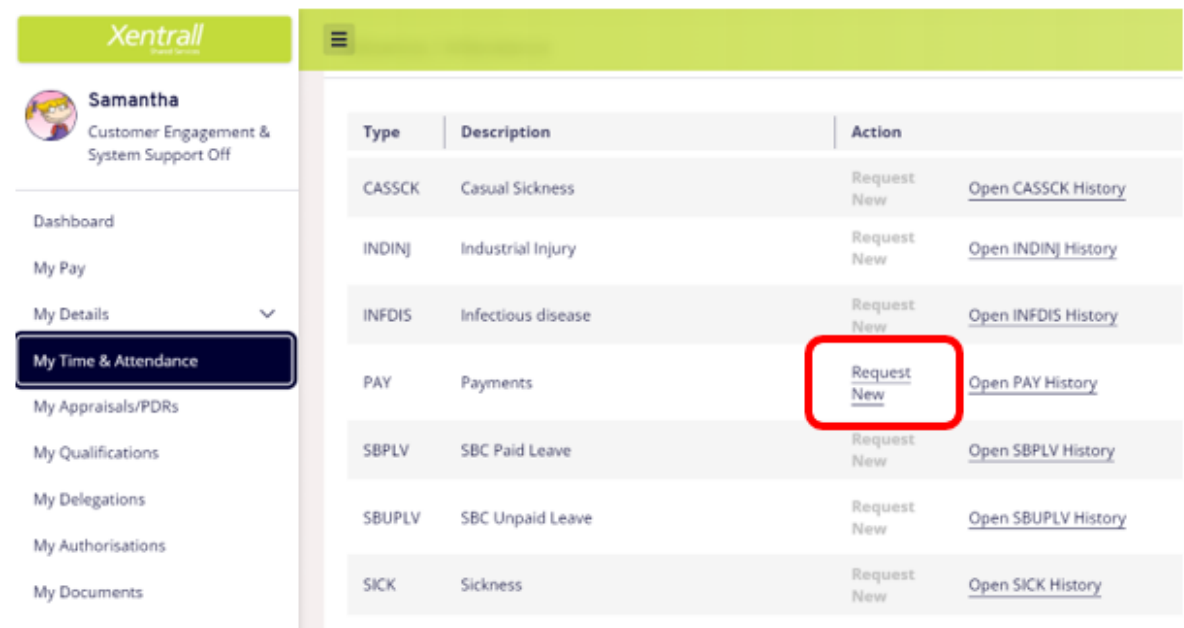 Xentrall
Shared Services
Samantha
Customer Engagement &
System Support Off
Dashboard
My Pay
My Details
My Time & Attendance
My Appraisals/PDRs
My Qualifications
My Delegations
My Authorisations
My Documents
Type Description Action
CASSCK Casual Sickness Request New Open CASSCK History
INDINJ Industrial Injury Request New Open INDINJ History
INFDIS Infectious disease Request New Open INFDIS History
PAY Payments Request New Open PAY History
SBPLV SBC Paid Leave Request New Open SBPLV History
SBUPLV SBC Unpaid Leave Request New Open SBUPLV History
SICK Sickness Request New Open SICK History